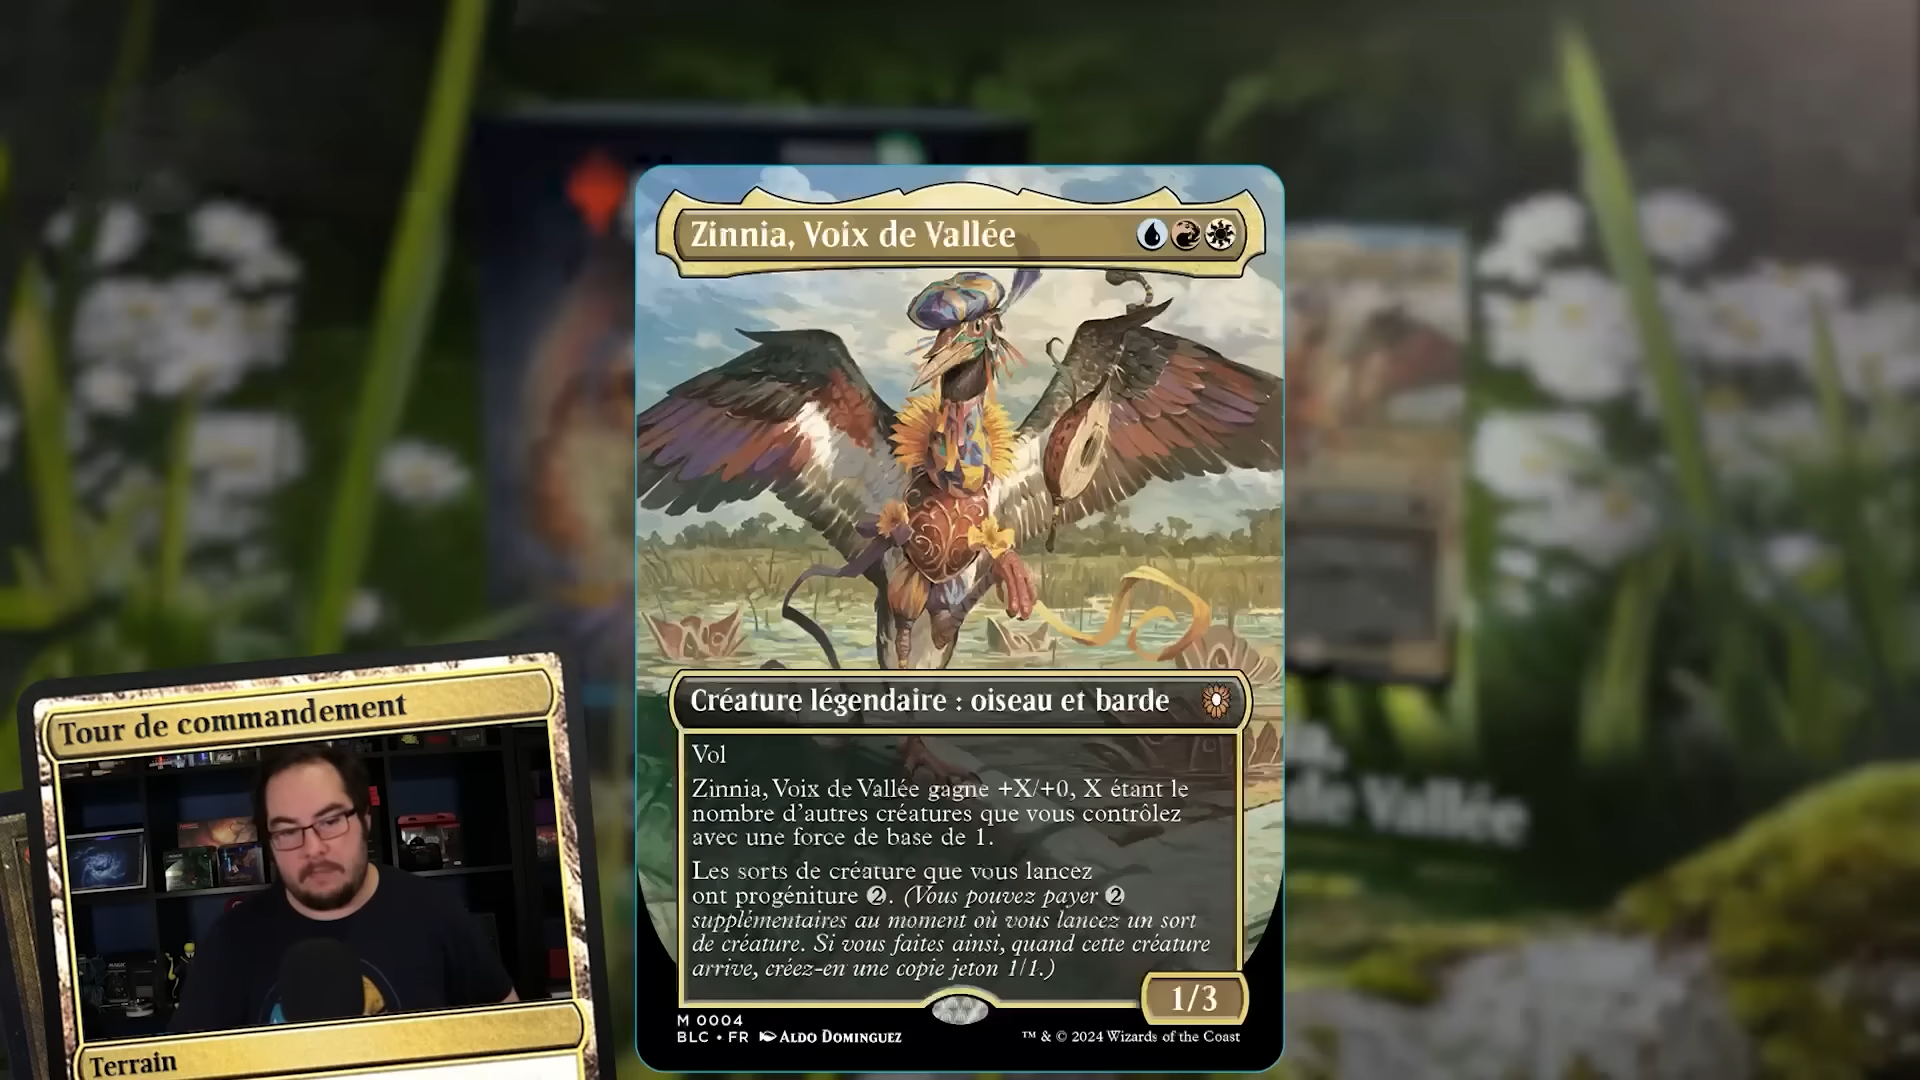 Zinnia, Voix de Vallée
Créature légendaire : oiseau et barde
Vol
Zinnia, Voix de Vallée gagne +X/+0, X étant le
nombre d'autres créatures que vous contrôlez
avec une force de base de 1.
Les sorts de créature que vous lancez
ont progéniture 2. (Vous pouvez payer 2
supplémentaires au moment où vous lancez un sort
de créature. Si vous faites ainsi, quand cette créature
arrive, créez-en une copie jeton 1/1.)
1/3
M 0004
BLC • FR ALDO DOMINGUEZ
™ & © 2024 Wizards of the Coast
Tour de commandement
Terrain
de Vallée